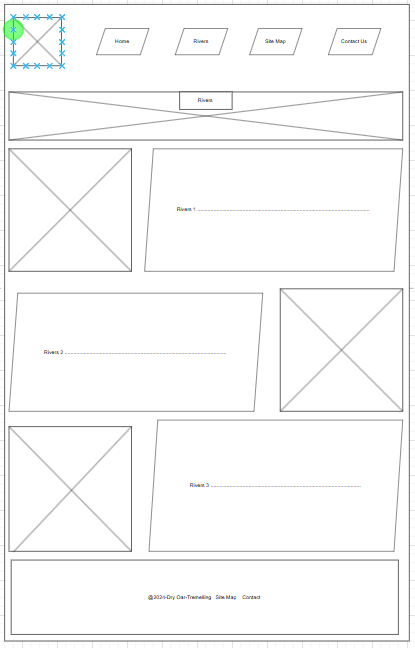 Home Rivers Site Map Contact Us
Rivers
Rivers 1 ........................................................................
Rivers 2 ....................................................................
Rivers 3 ...............................................................
@2024-Dry Oar-Tremelling Site Map Contact